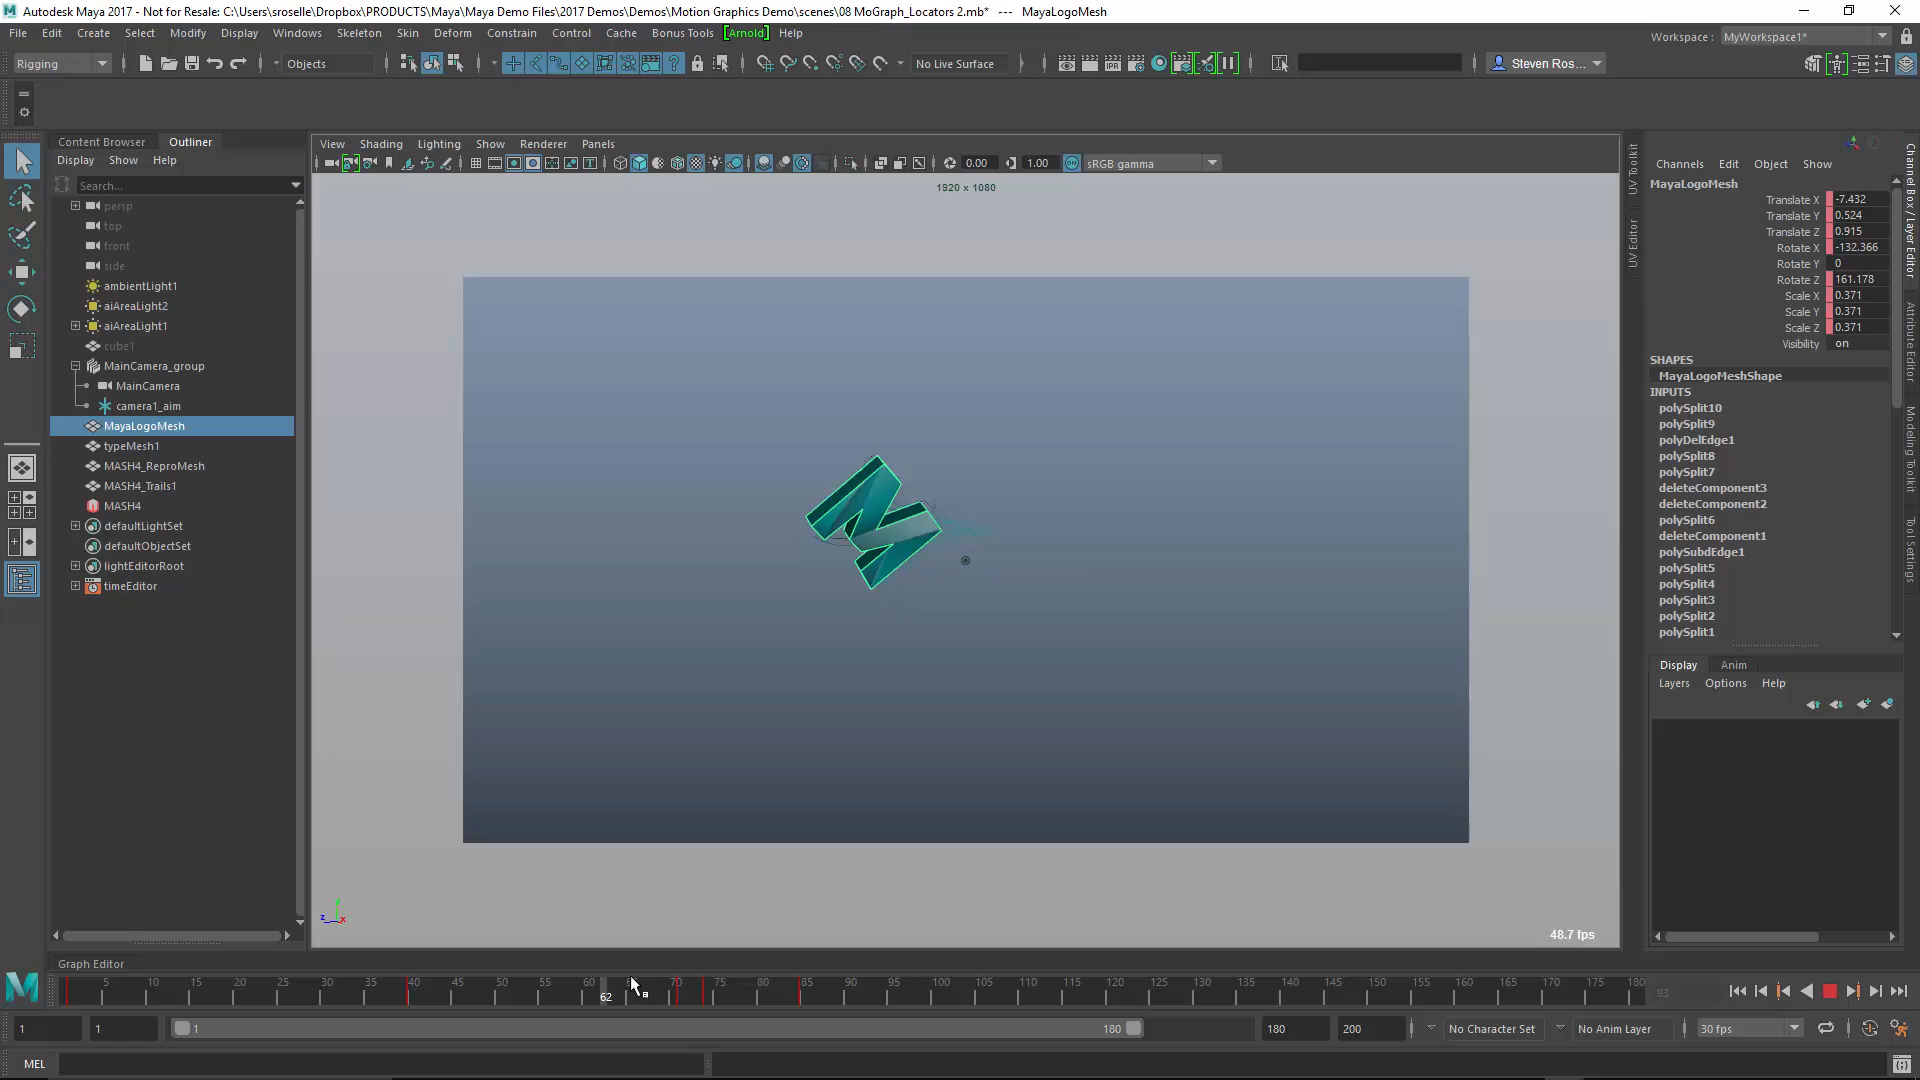 Autodesk Maya 2017 - Not for Resale: C:\Users\sroselle\Dropbox\PRODUCTS\Maya\Maya Demo Files\2017 Demos\Demos\Motion Graphics Demo\scenes\08 MoGraph_Locators 2.mb* --- MayaLogoMesh
File Edit Create Select Modify Display Windows Skeleton Skin Deform Constrain Control Cache Bonus Tools [Arnold] Help
Workspace : MyWorkspace1*
Rigging Objects No Live Surface IPR Steven Ros...
Content Browser Outliner
Display Show Help
Search...
persp
top
front
side
ambientLight1
aiAreaLight2
aiAreaLight1
cube1
MainCamera_group
MainCamera
camera1_aim
MayaLogoMesh
typeMesh1
MASH4_ReproMesh
MASH4_Trails1
MASH4
defaultLightSet
defaultObjectSet
lightEditorRoot
timeEditor
View Shading Lighting Show Renderer Panels
0.00 1.00 ON sRGB gamma
1920 x 1080
z x
48.7 fps
UV Toolkit
UV Editor
Channels Edit Object Show
MayaLogoMesh
Translate X -7.432
Translate Y 0.524
Translate Z 0.915
Rotate X -132.366
Rotate Y 0
Rotate Z 161.178
Scale X 0.371
Scale Y 0.371
Scale Z 0.371
Visibility on
SHAPES
MayaLogoMeshShape
INPUTS
polySplit10
polySplit9
polyDelEdge1
polySplit8
polySplit7
deleteComponent3
deleteComponent2
polySplit6
deleteComponent1
polySubdEdge1
polySplit5
polySplit4
polySplit3
polySplit2
polySplit1
Display Anim
Layers Options Help
Channel Box / Layer Editor
Attribute Editor
Modeling Toolkit
Tool Settings
Graph Editor
5 10 15 20 25 30 35 40 45 50 55 60 65 70 75 80 85 90 95 100 105 110 115 120 125 130 135 140 145 150 155 160 165 170 175 180 93
62
1 1 1 180 180 200 No Character Set No Anim Layer 30 fps
MEL